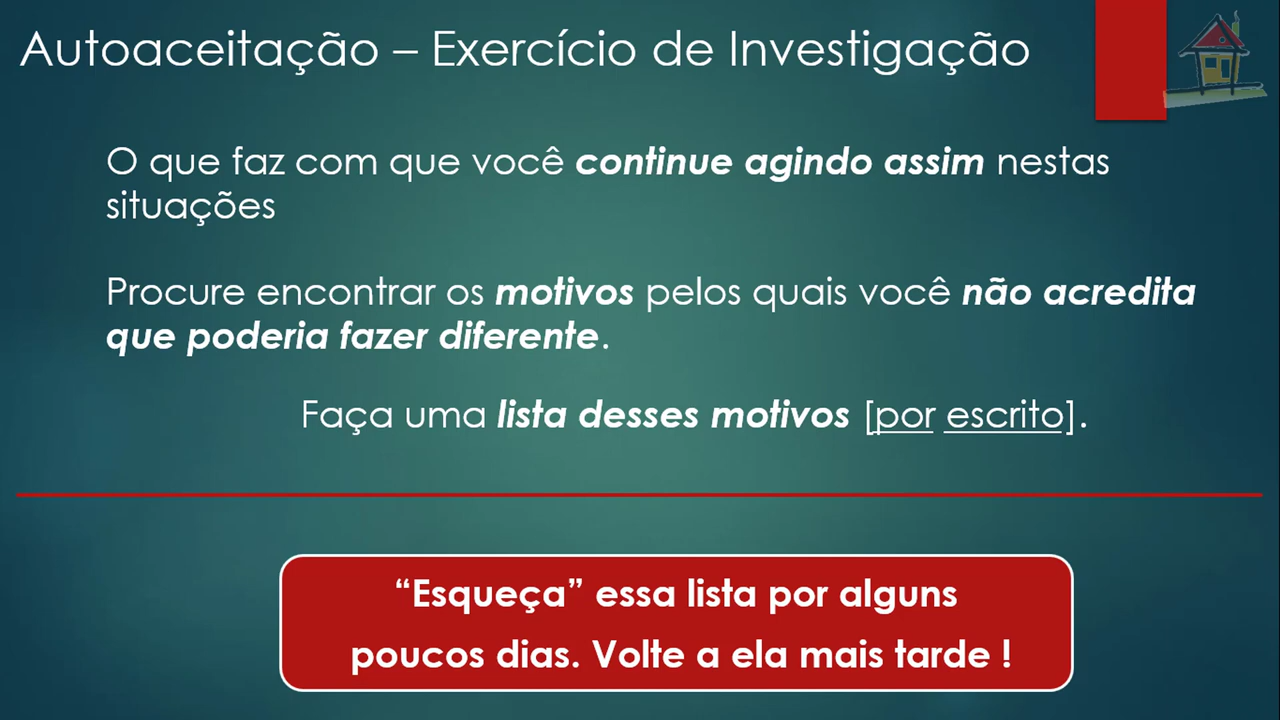 Autoaceitação – Exercício de Investigação
O que faz com que você continue agindo assim nestas
situações
Procure encontrar os motivos pelos quais você não acredita
que poderia fazer diferente.
Faça uma lista desses motivos [por escrito].
“Esqueça” essa lista por alguns
poucos dias. Volte a ela mais tarde !